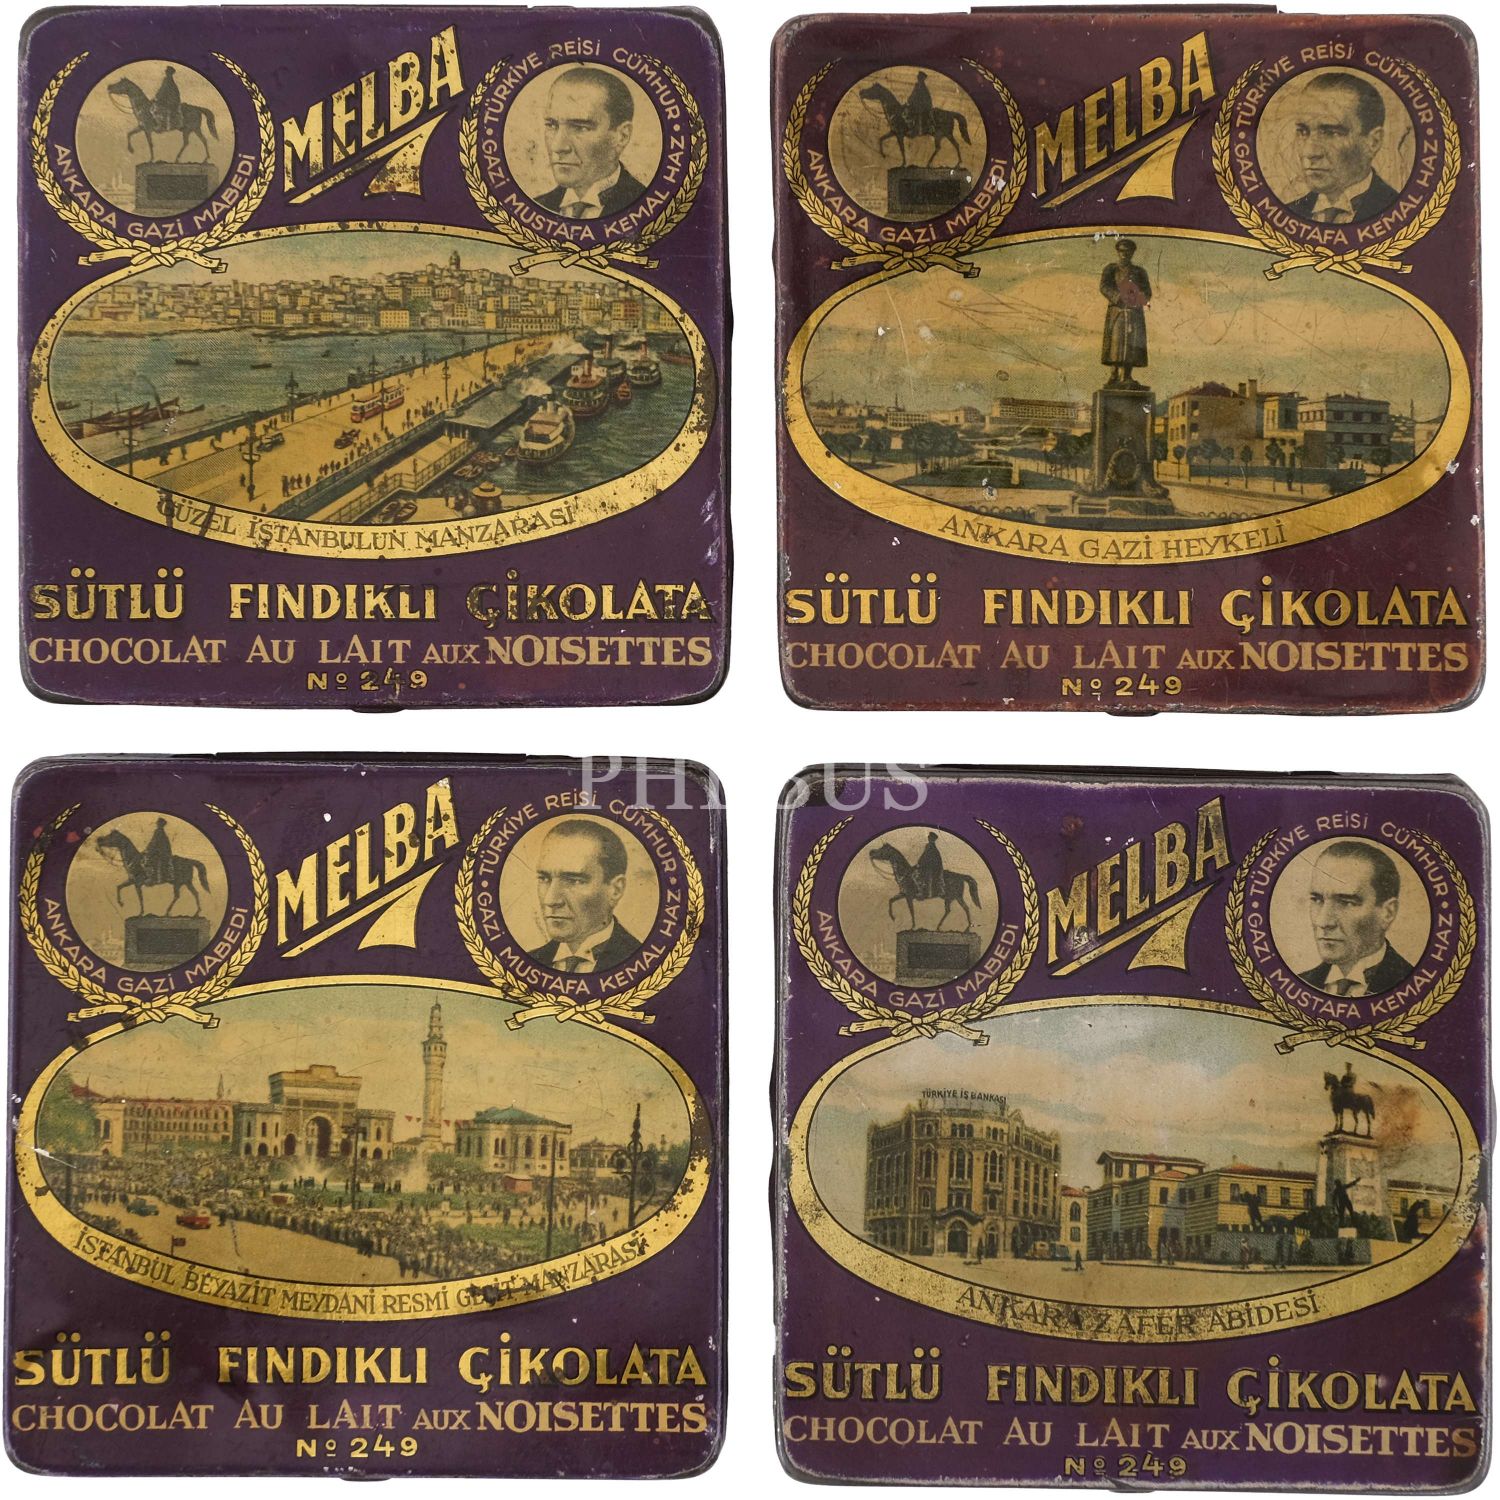 MELBA
ANKARA GAZİ MABEDİ
TÜRKİYE REİSİ CÜMHUR · GAZİ MUSTAFA KEMAL HAZ ·
GÜZEL İSTANBULUN MANZARASİ
SÜTLÜ FINDIKLI ÇİKOLATA
CHOCOLAT AU LAIT AUX NOISETTES
Nº 249
MELBA
ANKARA GAZİ MABEDİ
TÜRKİYE REİSİ CÜMHUR · GAZİ MUSTAFA KEMAL HAZ ·
ANKARA GAZİ HEYKELİ
SÜTLÜ FINDIKLI ÇİKOLATA
CHOCOLAT AU LAIT AUX NOISETTES
Nº 249
PHEBUS
MELBA
ANKARA GAZİ MABEDİ
TÜRKİYE REİSİ CÜMHUR · GAZİ MUSTAFA KEMAL HAZ ·
İSTANBUL BEYAZİT MEYDANİ RESMİ GEÇİT MANZARASİ
SÜTLÜ FINDIKLI ÇİKOLATA
CHOCOLAT AU LAIT AUX NOISETTES
Nº 249
MELBA
ANKARA GAZİ MABEDİ
TÜRKİYE REİSİ CÜMHUR · GAZİ MUSTAFA KEMAL HAZ ·
TÜRKİYE İŞ BANKASI
ANKARA ZAFER ABİDESİ
SÜTLÜ FINDIKLI ÇİKOLATA
CHOCOLAT AU LAIT AUX NOISETTES
Nº 249